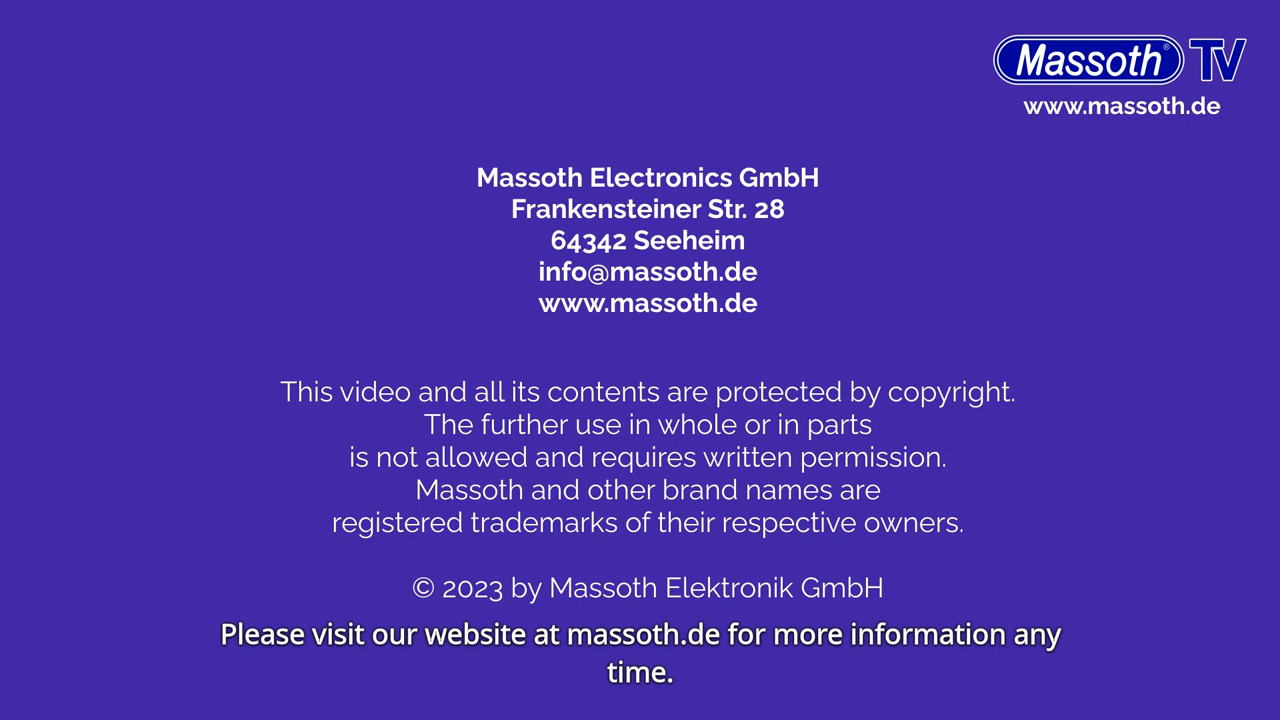 Massoth® TV
www.massoth.de
Massoth Electronics GmbH
Frankensteiner Str. 28
64342 Seeheim
info@massoth.de
www.massoth.de
This video and all its contents are protected by copyright.
The further use in whole or in parts
is not allowed and requires written permission.
Massoth and other brand names are
registered trademarks of their respective owners.
© 2023 by Massoth Elektronik GmbH
Please visit our website at massoth.de for more information any
time.